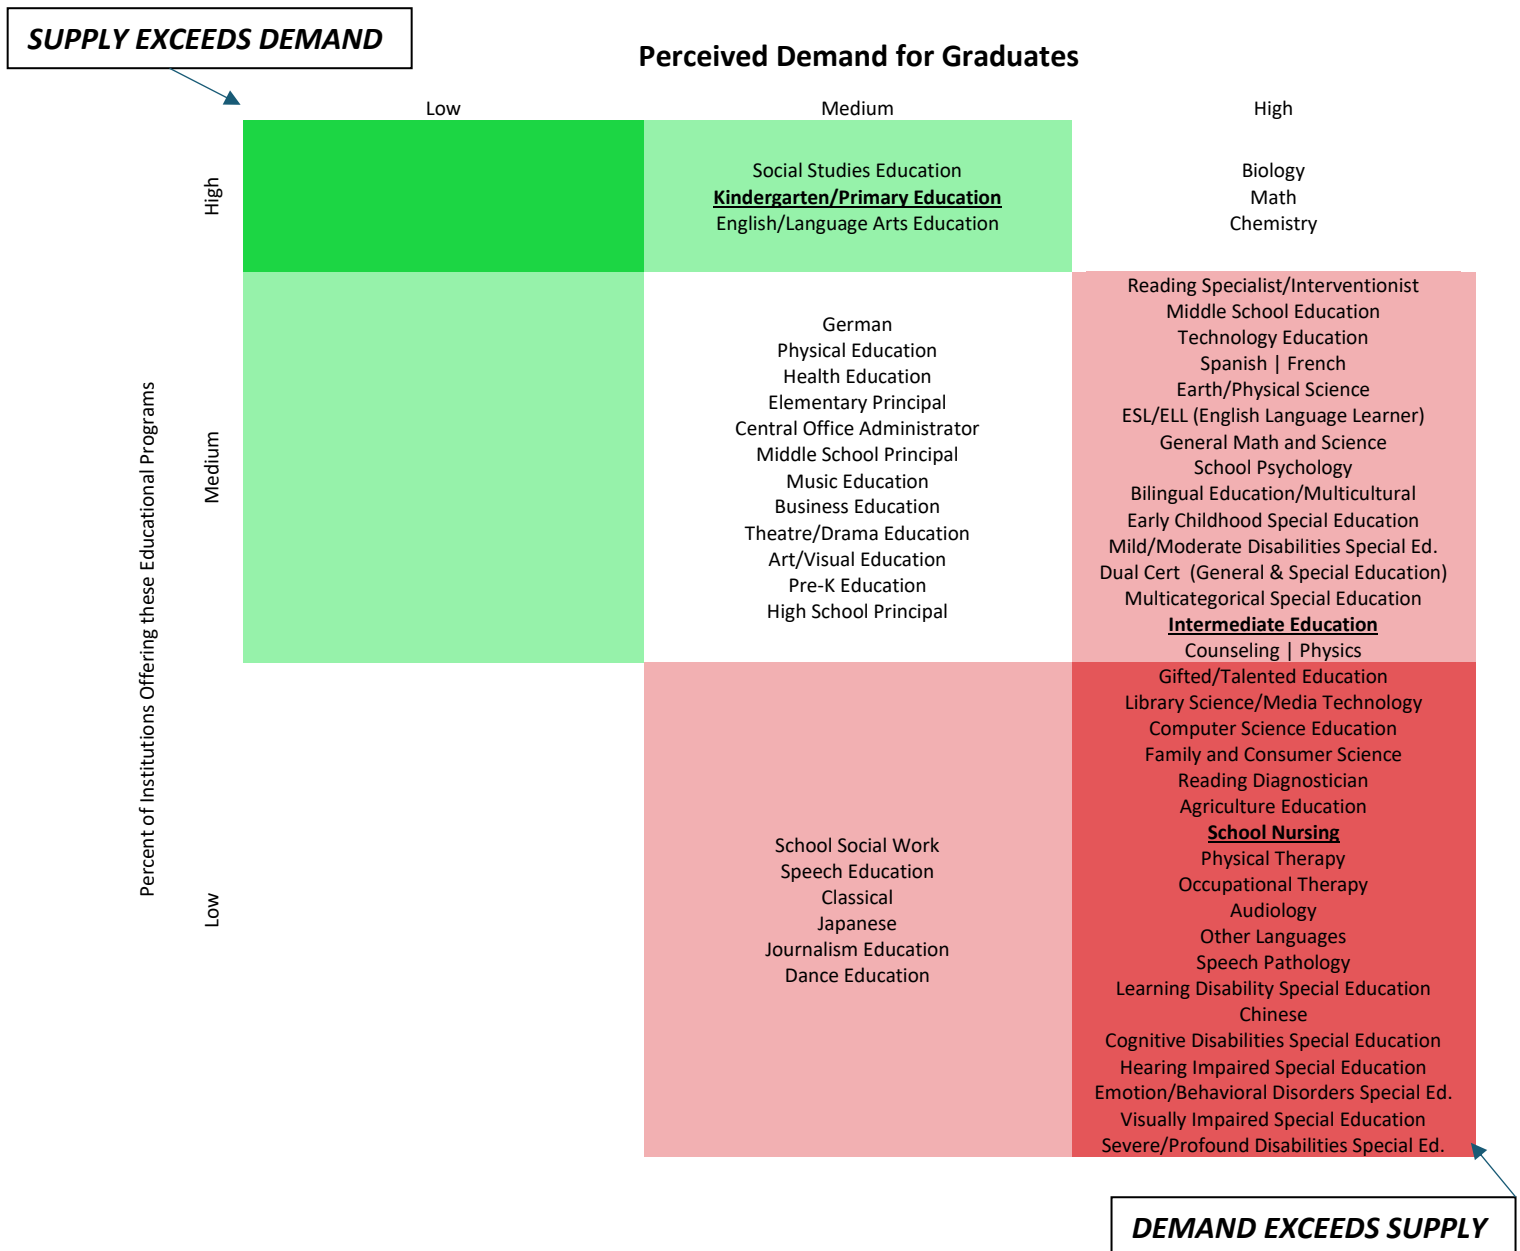 SUPPLY EXCEEDS DEMAND
Perceived Demand for Graduates
Low
Medium
High
Percent of Institutions Offering these Educational Programs
High
Social Studies Education
Kindergarten/Primary Education
English/Language Arts Education
Biology
Math
Chemistry
Medium
German
Physical Education
Health Education
Elementary Principal
Central Office Administrator
Middle School Principal
Music Education
Business Education
Theatre/Drama Education
Art/Visual Education
Pre-K Education
High School Principal
Reading Specialist/Interventionist
Middle School Education
Technology Education
Spanish | French
Earth/Physical Science
ESL/ELL (English Language Learner)
General Math and Science
School Psychology
Bilingual Education/Multicultural
Early Childhood Special Education
Mild/Moderate Disabilities Special Ed.
Dual Cert  (General & Special Education)
Multicategorical Special Education
Intermediate Education
Counseling | Physics
Low
School Social Work
Speech Education
Classical
Japanese
Journalism Education
Dance Education
Gifted/Talented Education
Library Science/Media Technology
Computer Science Education
Family and Consumer Science
Reading Diagnostician
Agriculture Education
School Nursing
Physical Therapy
Occupational Therapy
Audiology
Other Languages
Speech Pathology
Learning Disability Special Education
Chinese
Cognitive Disabilities Special Education
Hearing Impaired Special Education
Emotion/Behavioral Disorders Special Ed.
Visually Impaired Special Education
Severe/Profound Disabilities Special Ed.
DEMAND EXCEEDS SUPPLY